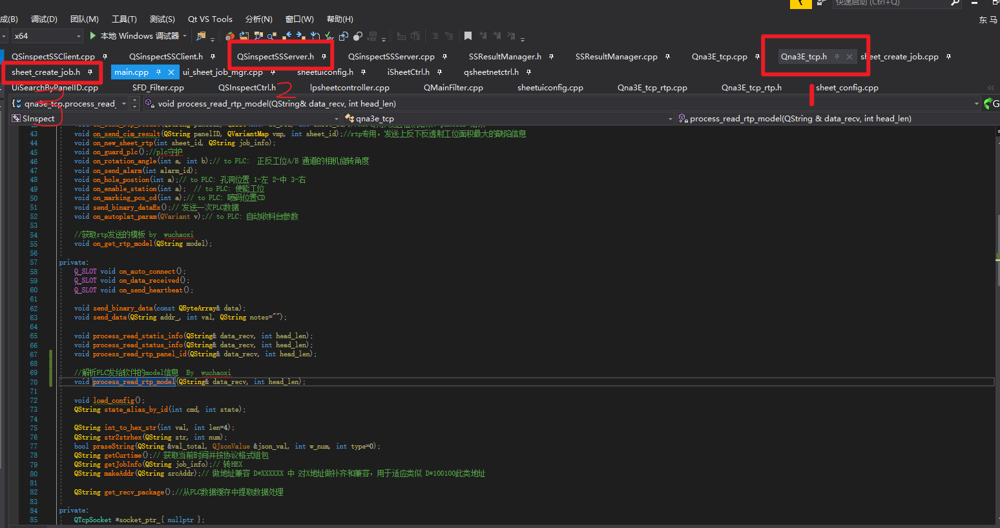 快速启动 (Ctrl+Q)
成(B) 调试(D) 团队(M) 工具(T) 测试(S) Qt VS Tools 分析(N) 窗口(W) 帮助(H)
东 马
x64 本地 Windows 调试器
QSinspectSSClient.cpp QSinspectSSClient.h QSinspectSSServer.h QSinspectSSServer.cpp SSResultManager.h SSResultManager.cpp Qna3E_tcp.cpp Qna3E_tcp.h sheet_create_job.cpp
sheet_create_job.h main.cpp ui_sheet_job_mgr.cpp sheetuiconfig.h iSheetCtrl.h qsheetnetctrl.h
UiSearchByPanelID.cpp SFD_Filter.cpp QSInspectCtrl.h 2 lpsheetcontroller.cpp QMainFilter.cpp sheetuiconfig.cpp Qna3E_tcp_rtp.cpp Qna3E_tcp_rtp.h sheet_config.cpp
3
qna3e_tcp.process_read_ void process_read_rtp_model(QString& data_recv, int head_len)
SInspect qna3e_tcp process_read_rtp_model(QString & data_recv, int head_len)
43 void on_send_cim_result(QString panelID, QVariantMap vmp, int sheet_id);//rtp专用，发送上反下反透射工位面积最大的缺陷信息
44 void on_new_sheet_rtp(int sheet_id, QString job_info);
45 void on_guard_plc();//plc守护
46 void on_rotation_angle(int a, int b);// to PLC: 正反工位A/B 通道的相机旋转角度
47 void on_send_alarm(int alarm_id);
48 void on_hole_postion(int a);// to PLC: 孔洞位置 1-左 2-中 3-右
49 void on_enable_station(int a); // to PLC: 使能工位
50 void on_marking_pos_cd(int a);// to PLC: 喷码位置CD
51 void send_binary_dataEx();// 发送一次PLC数据
52 void on_autoplat_param(QVariant v);// to PLC: 自动收料台参数
53
54 //获取rtp发送的模板 by wuchaoxi
55 void on_get_rtp_model(QString model);
56
57 private:
58 Q_SLOT void on_auto_connect();
59 Q_SLOT void on_data_received();
60 Q_SLOT void on_send_heartbeat();
61
62 void send_binary_data(const QByteArray& data);
63 void send_data(QString addr_, int val, QString notes="");
64
65 void process_read_statis_info(QString& data_recv, int head_len);
66 void process_read_status_info(QString& data_recv, int head_len);
67 void process_read_rtp_panel_id(QString& data_recv, int head_len);
68
69 //解析PLC发给软件的model信息 By wuchaoxi
70 void process_read_rtp_model(QString& data_recv, int head_len);
71
72 void load_config();
73 QString state_alias_by_id(int cmd, int state);
74
75 QString int_to_hex_str(int val, int len=4);
76 QString str2strhex(QString str, int num);
77 bool praseString(QString &val_total, QJsonValue &json_val, int w_num, int type=0);
78 QString getCurtime();// 获取当前时间并按协议格式组包
79 QString getJobInfo(QString job_info);// 转HEX
80 QString makeAddr(QString srcAddr);// 做地址兼容 D*XXXXXX 中 对X地址做补齐和兼容，用于适应类似 D*100100此类地址
81
82 QString get_recv_package();//从PLC数据缓存中提取数据处理
83
84 private:
85 QTcpSocket *socket_ptr_{ nullptr };